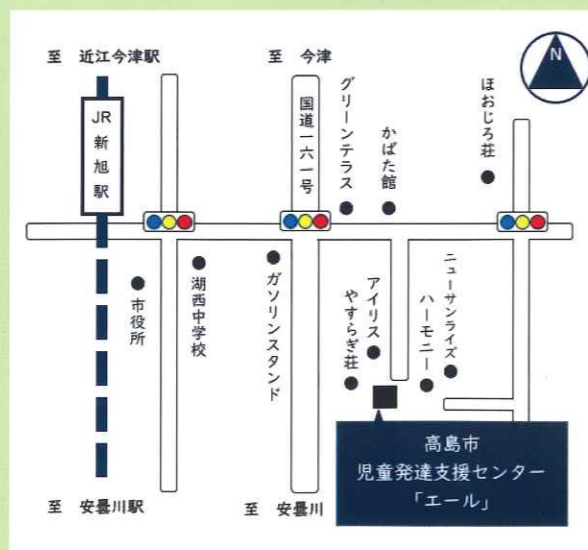 至 近江今津駅
至 今津
N
JR新旭駅
国道一六一号
グリーンテラス
かばた館
ほおじろ荘
市役所
湖西中学校
ガソリンスタンド
やすらぎ荘
アイリス
ハーモニー
ニューサンライズ
高島市
児童発達支援センター
「エール」
至 安曇川駅
至 安曇川